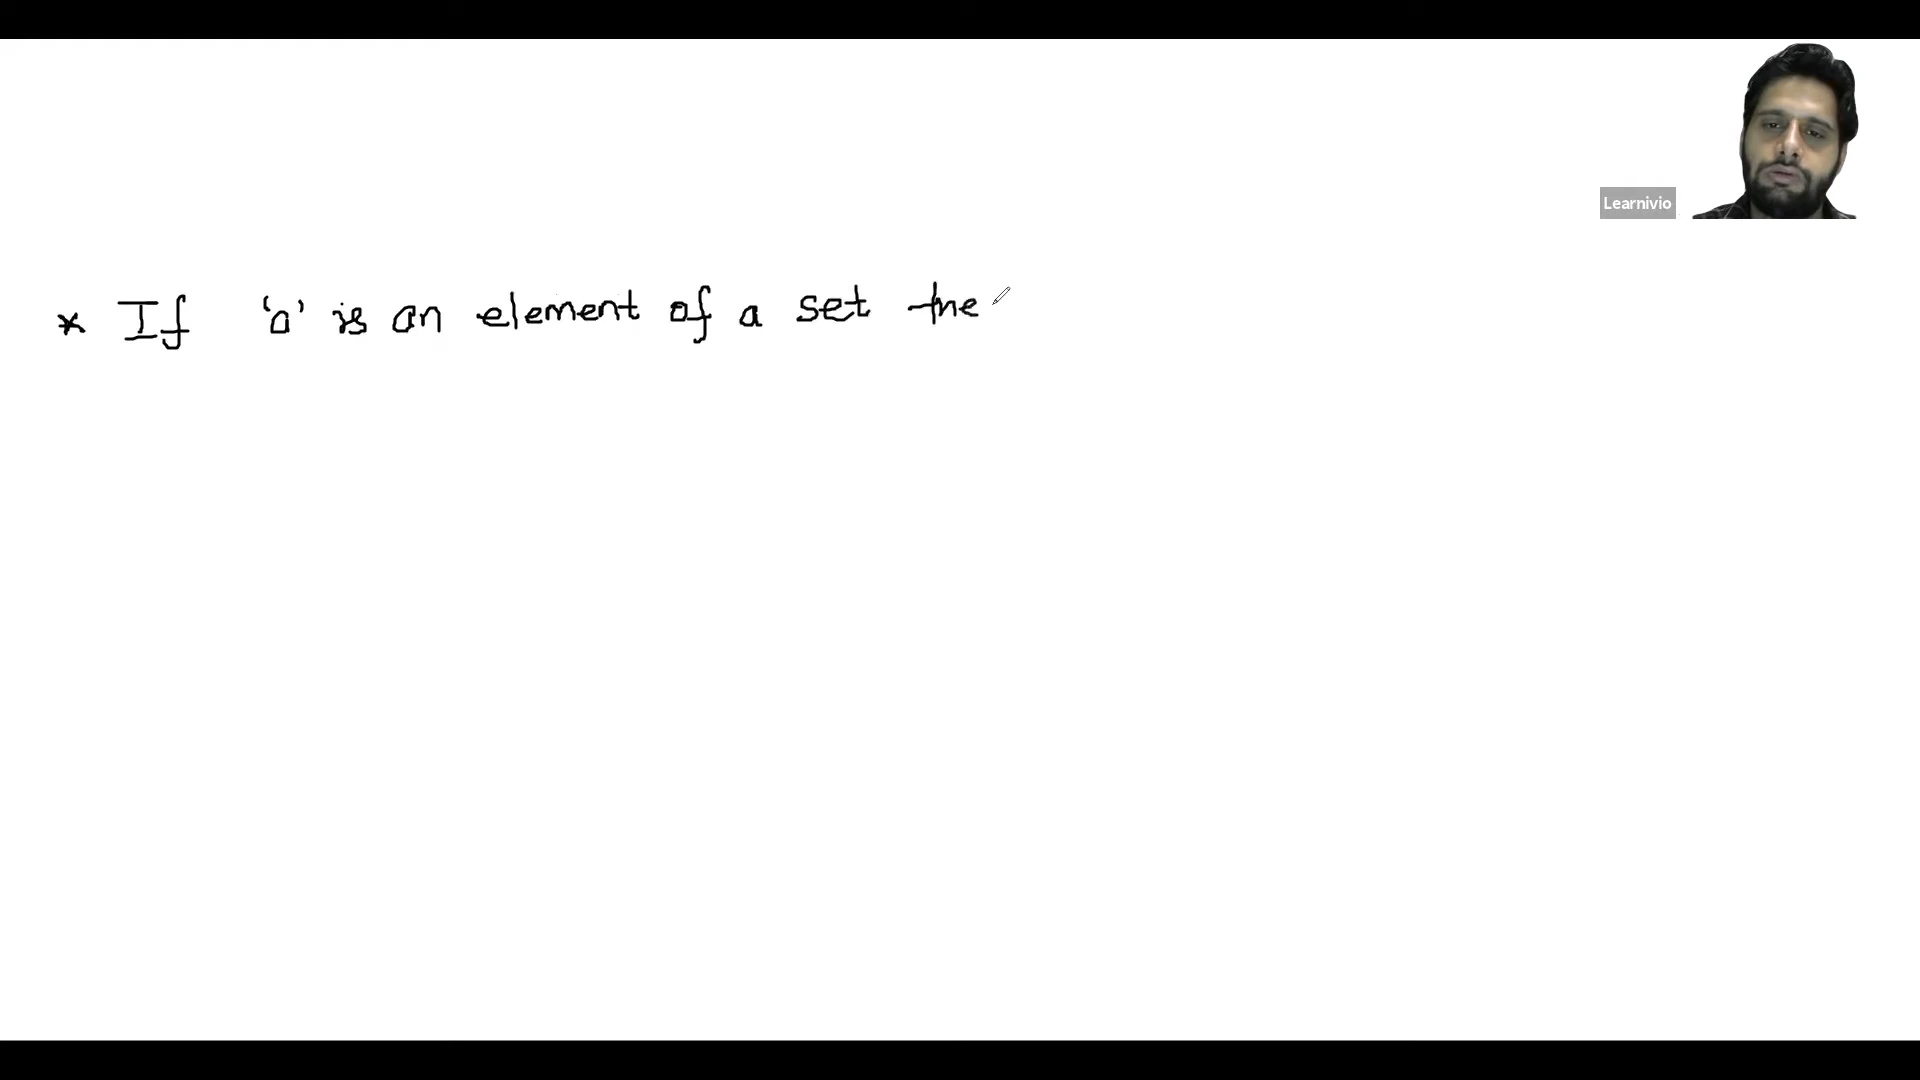 Learnivio
* If 'a' is an element of a set the